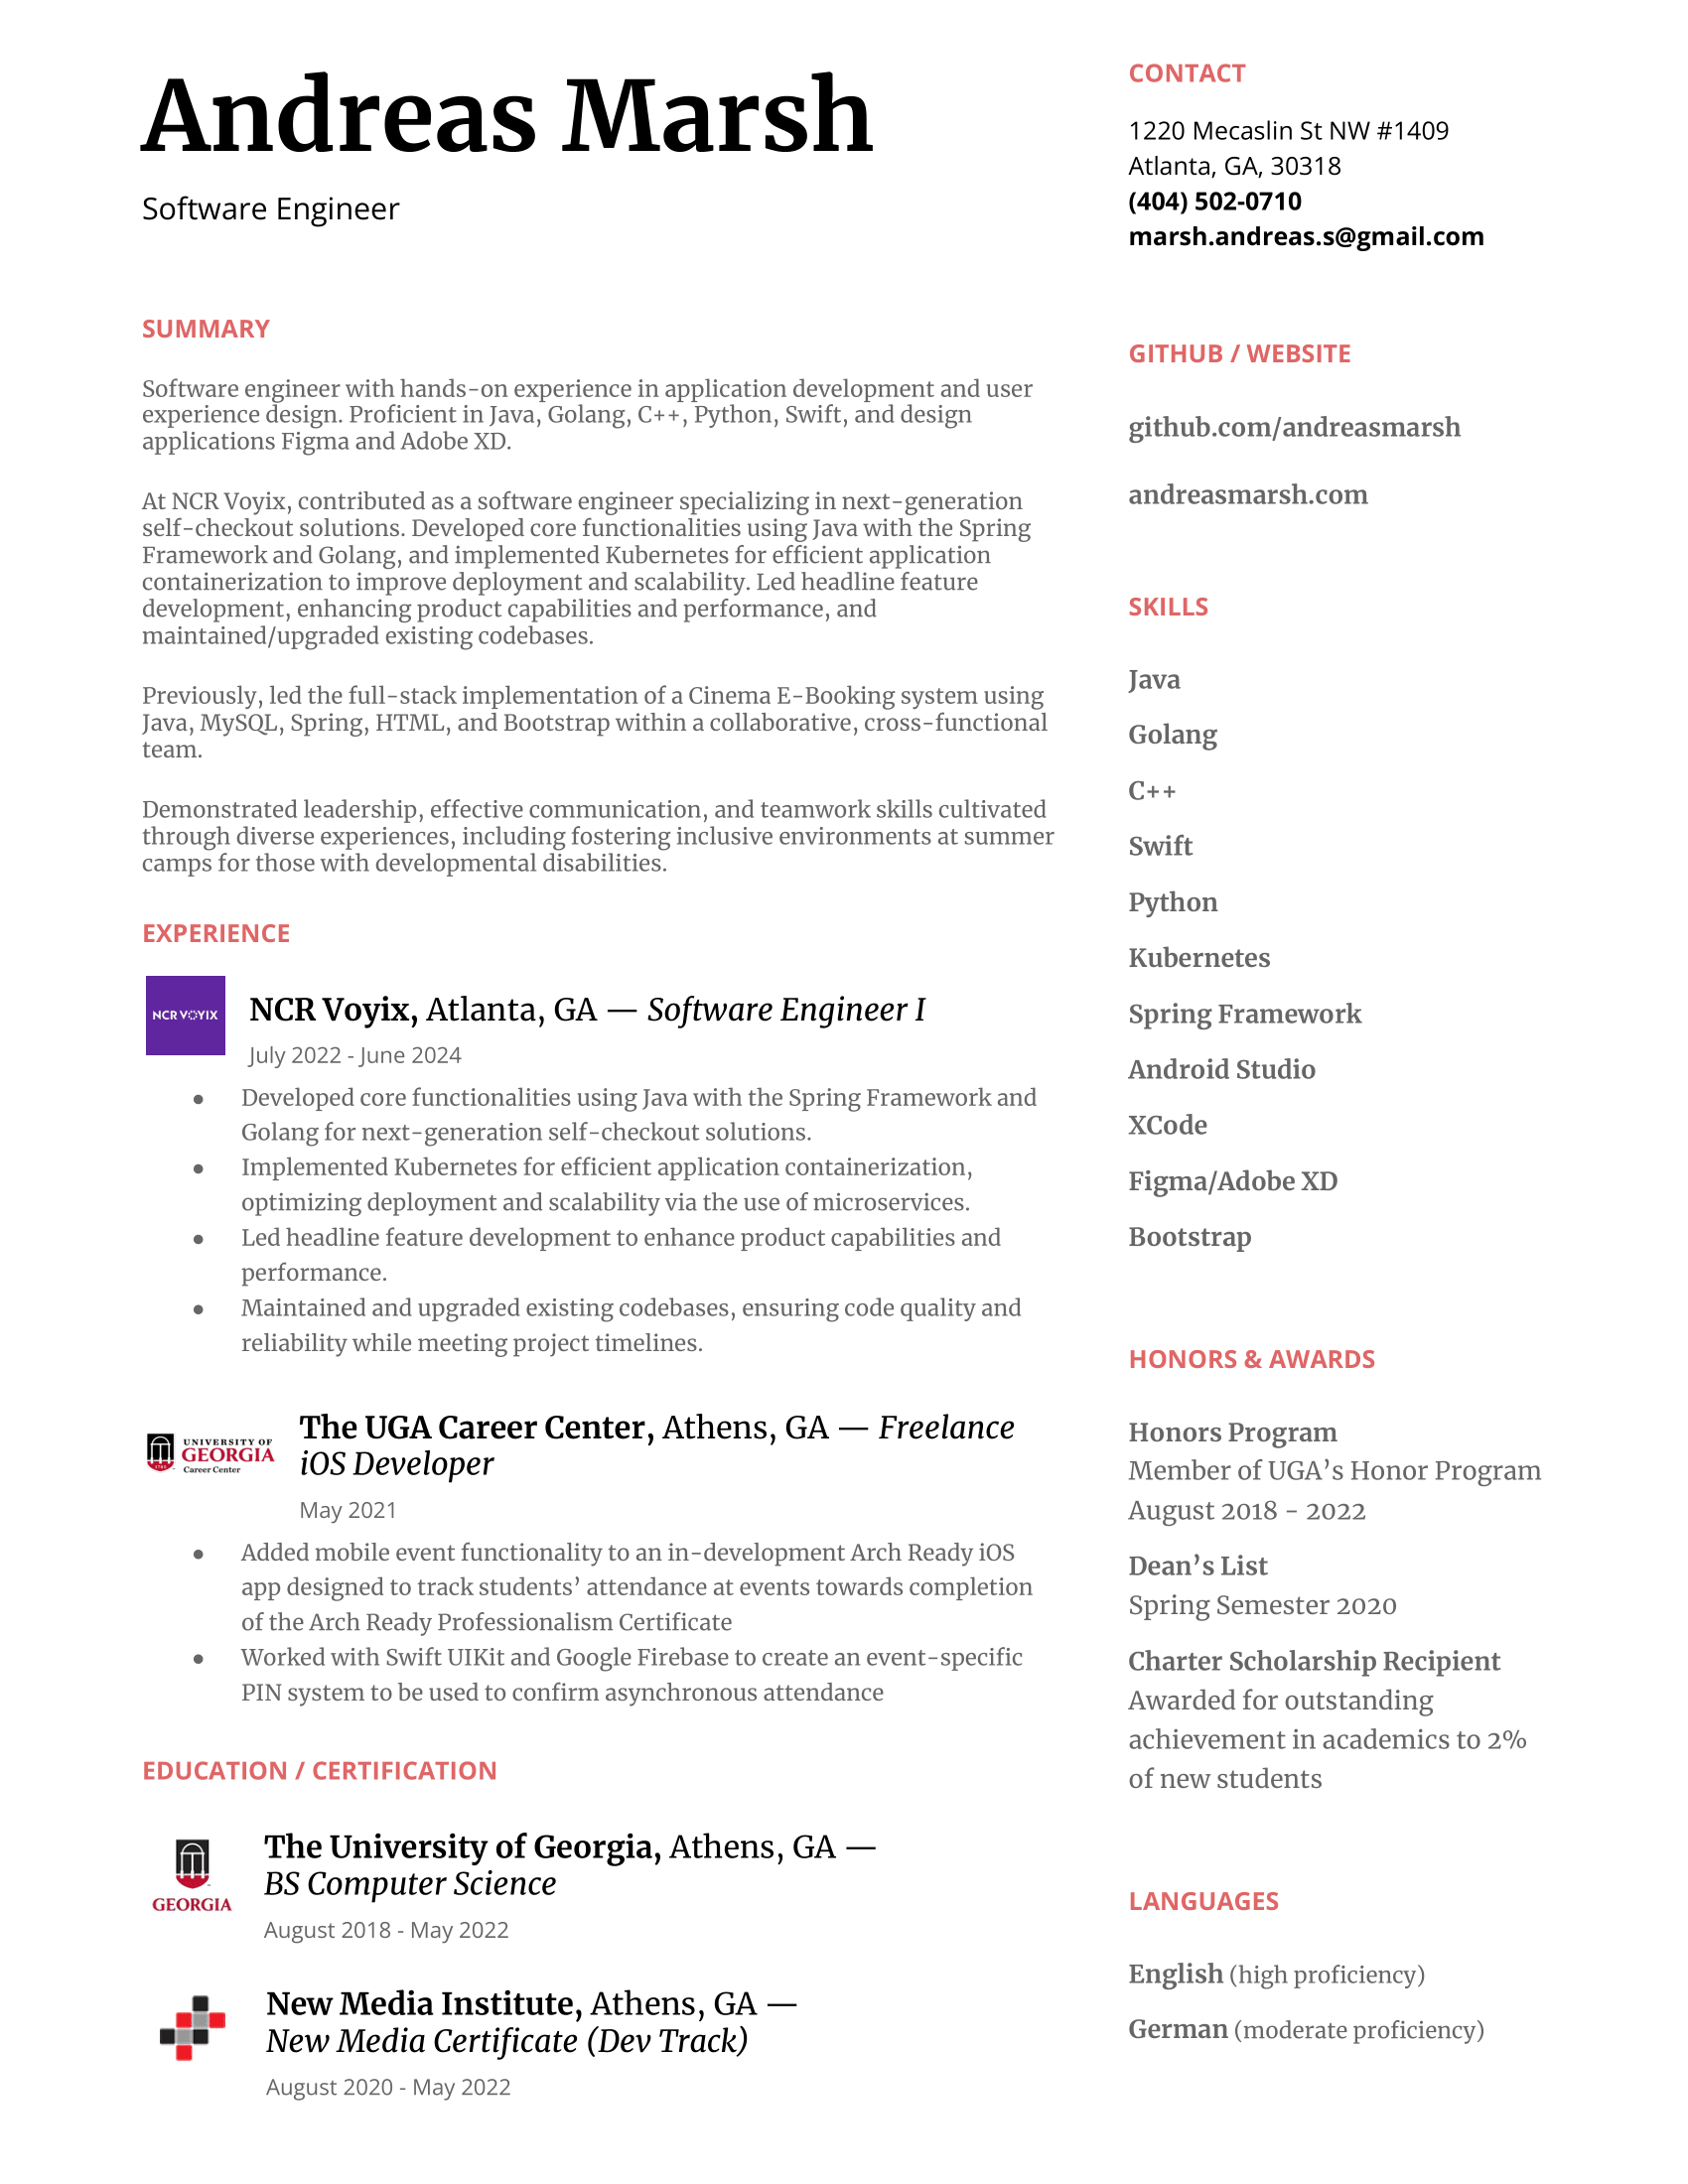 Andreas Marsh
Software Engineer
SUMMARY
Software engineer with hands-on experience in application development and user
experience design. Proficient in Java, Golang, C++, Python, Swift, and design
applications Figma and Adobe XD.
At NCR Voyix, contributed as a software engineer specializing in next-generation
self-checkout solutions. Developed core functionalities using Java with the Spring
Framework and Golang, and implemented Kubernetes for efficient application
containerization to improve deployment and scalability. Led headline feature
development, enhancing product capabilities and performance, and
maintained/upgraded existing codebases.
Previously, led the full-stack implementation of a Cinema E-Booking system using
Java, MySQL, Spring, HTML, and Bootstrap within a collaborative, cross-functional
team.
Demonstrated leadership, effective communication, and teamwork skills cultivated
through diverse experiences, including fostering inclusive environments at summer
camps for those with developmental disabilities.
EXPERIENCE
NCR VOYIX
NCR Voyix, Atlanta, GA — Software Engineer I
July 2022 - June 2024
● Developed core functionalities using Java with the Spring Framework and
Golang for next-generation self-checkout solutions.
● Implemented Kubernetes for efficient application containerization,
optimizing deployment and scalability via the use of microservices.
● Led headline feature development to enhance product capabilities and
performance.
● Maintained and upgraded existing codebases, ensuring code quality and
reliability while meeting project timelines.
UNIVERSITY OF
GEORGIA
Career Center
1785
The UGA Career Center, Athens, GA — Freelance
iOS Developer
May 2021
● Added mobile event functionality to an in-development Arch Ready iOS
app designed to track students’ attendance at events towards completion
of the Arch Ready Professionalism Certificate
● Worked with Swift UIKit and Google Firebase to create an event-specific
PIN system to be used to confirm asynchronous attendance
EDUCATION / CERTIFICATION
GEORGIA
The University of Georgia, Athens, GA —
BS Computer Science
August 2018 - May 2022
New Media Institute, Athens, GA —
New Media Certificate (Dev Track)
August 2020 - May 2022
CONTACT
1220 Mecaslin St NW #1409
Atlanta, GA, 30318
(404) 502-0710
marsh.andreas.s@gmail.com
GITHUB / WEBSITE
github.com/andreasmarsh
andreasmarsh.com
SKILLS
Java
Golang
C++
Swift
Python
Kubernetes
Spring Framework
Android Studio
XCode
Figma/Adobe XD
Bootstrap
HONORS & AWARDS
Honors Program
Member of UGA’s Honor Program
August 2018 - 2022
Dean’s List
Spring Semester 2020
Charter Scholarship Recipient
Awarded for outstanding
achievement in academics to 2%
of new students
LANGUAGES
English (high proficiency)
German (moderate proficiency)